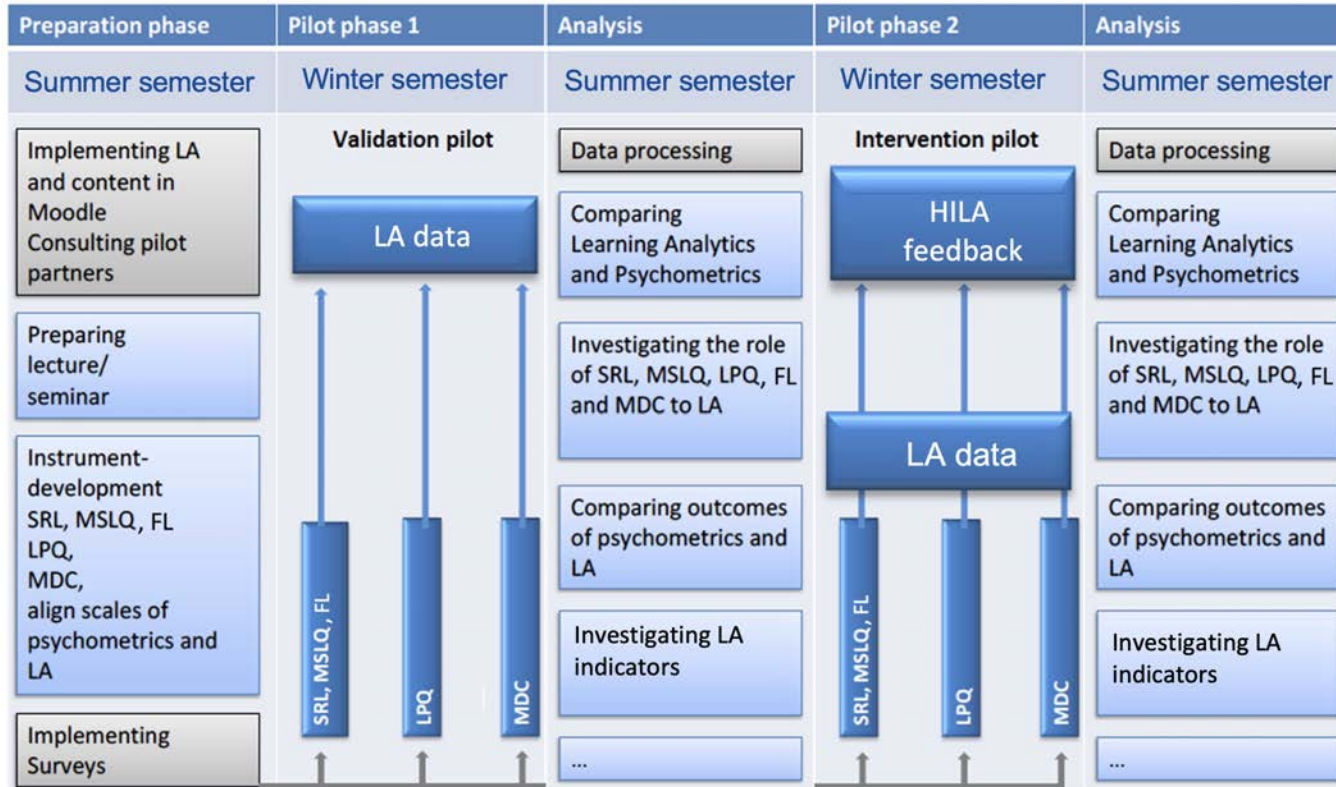 Preparation phase
Pilot phase 1
Analysis
Pilot phase 2
Analysis
Summer semester
Winter semester
Summer semester
Winter semester
Summer semester
Implementing LA
and content in
Moodle
Consulting pilot
partners
Preparing
lecture/
seminar
Instrument-
development
SRL, MSLQ, FL
LPQ,
MDC,
align scales of
psychometrics and
LA
Implementing
Surveys
Validation pilot
LA data
SRL, MSLQ, FL
LPQ
MDC
Data processing
Comparing
Learning Analytics
and Psychometrics
Investigating the role
of SRL, MSLQ, LPQ, FL
and MDC to LA
Comparing outcomes
of psychometrics and
LA
Investigating LA
indicators
...
Intervention pilot
HILA
feedback
LA data
SRL, MSLQ, FL
LPQ
MDC
Data processing
Comparing
Learning Analytics
and Psychometrics
Investigating the role
of SRL, MSLQ, LPQ, FL
and MDC to LA
Comparing outcomes
of psychometrics and
LA
Investigating LA
indicators
...